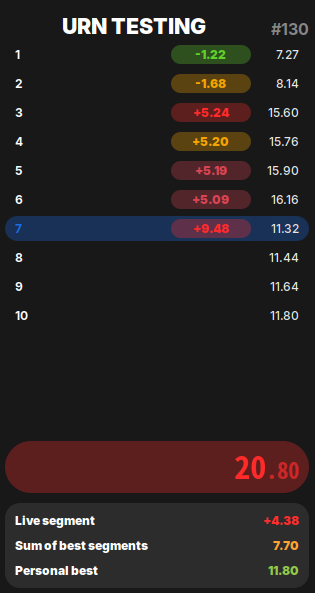 URN TESTING #130
1 -1.22 7.27
2 -1.68 8.14
3 +5.24 15.60
4 +5.20 15.76
5 +5.19 15.90
6 +5.09 16.16
7 +9.48 11.32
8 11.44
9 11.64
10 11.80
20.80
Live segment +4.38
Sum of best segments 7.70
Personal best 11.80